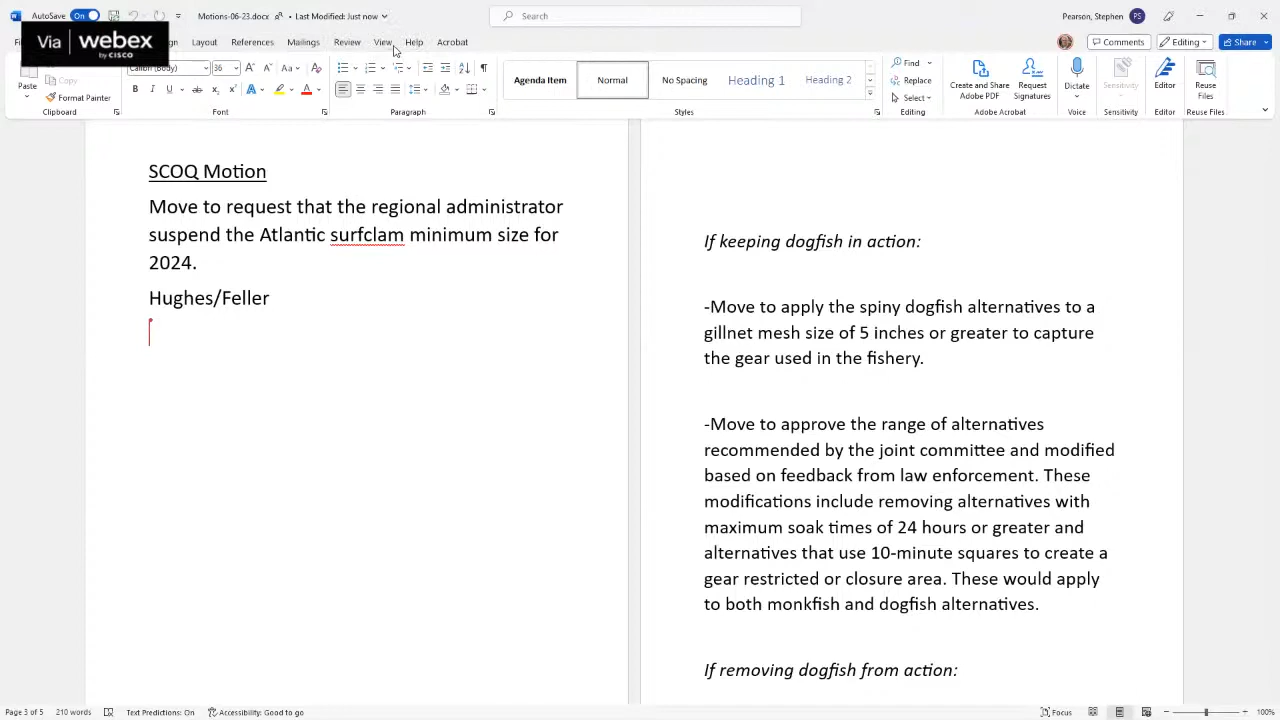 AutoSave On
Motions-06-23.docx
Last Modified: Just now
Search
Pearson, Stephen
PS
Via webex
by CISCO
Layout
References
Mailings
Review
View
Help
Acrobat
Comments
Editing
Share
Paste
Copy
Format Painter
Clipboard
Calibri (Body)
36
Font
Paragraph
Agenda Item
Normal
No Spacing
Heading 1
Heading 2
Styles
Find
Replace
Select
Editing
Create and Share
Adobe PDF
Request
Signatures
Adobe Acrobat
Dictate
Voice
Sensitivity
Sensitivity
Editor
Editor
Reuse
Files
Reuse Files
SCOQ Motion
Move to request that the regional administrator
suspend the Atlantic surfclam minimum size for
2024.
Hughes/Feller
If keeping dogfish in action:
-Move to apply the spiny dogfish alternatives to a
gillnet mesh size of 5 inches or greater to capture
the gear used in the fishery.
-Move to approve the range of alternatives
recommended by the joint committee and modified
based on feedback from law enforcement. These
modifications include removing alternatives with
maximum soak times of 24 hours or greater and
alternatives that use 10-minute squares to create a
gear restricted or closure area. These would apply
to both monkfish and dogfish alternatives.
If removing dogfish from action:
Page 3 of 5
210 words
Text Predictions: On
Accessibility: Good to go
Focus
100%